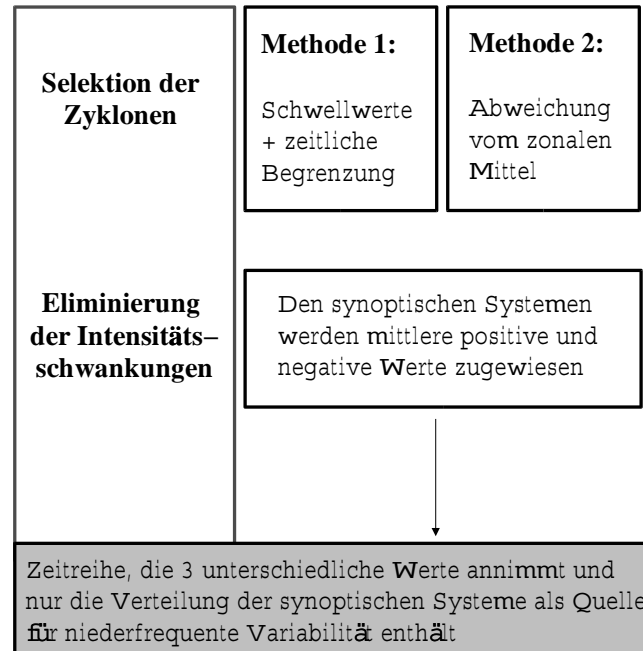 Selektion der
Zyklonen
Methode 1:
Schwellwerte
+ zeitliche
Begrenzung
Methode 2:
Abweichung
vom zonalen
Mittel
Eliminierung
der Intensitäts–
schwankungen
Den synoptischen Systemen
werden mittlere positive und
negative Werte zugewiesen
Zeitreihe, die 3 unterschiedliche Werte annimmt und
nur die Verteilung der synoptischen Systeme als Quelle
für niederfrequente Variabilität enthält